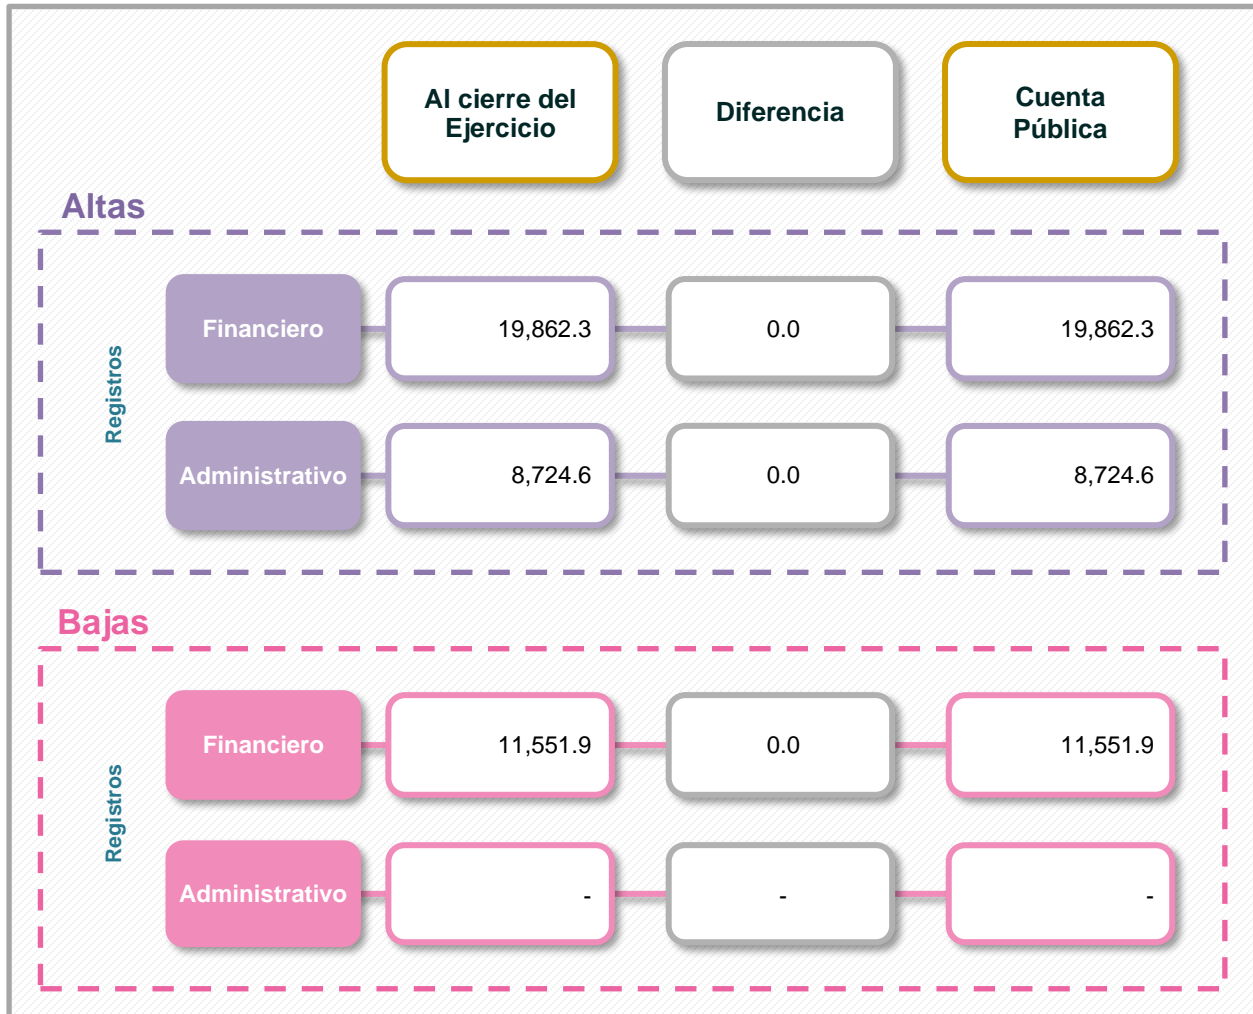 Al cierre del
Ejercicio
Diferencia
Cuenta
Pública
Altas
Registros
Financiero
19,862.3
0.0
19,862.3
Administrativo
8,724.6
0.0
8,724.6
Bajas
Registros
Financiero
11,551.9
0.0
11,551.9
Administrativo
-
-
-